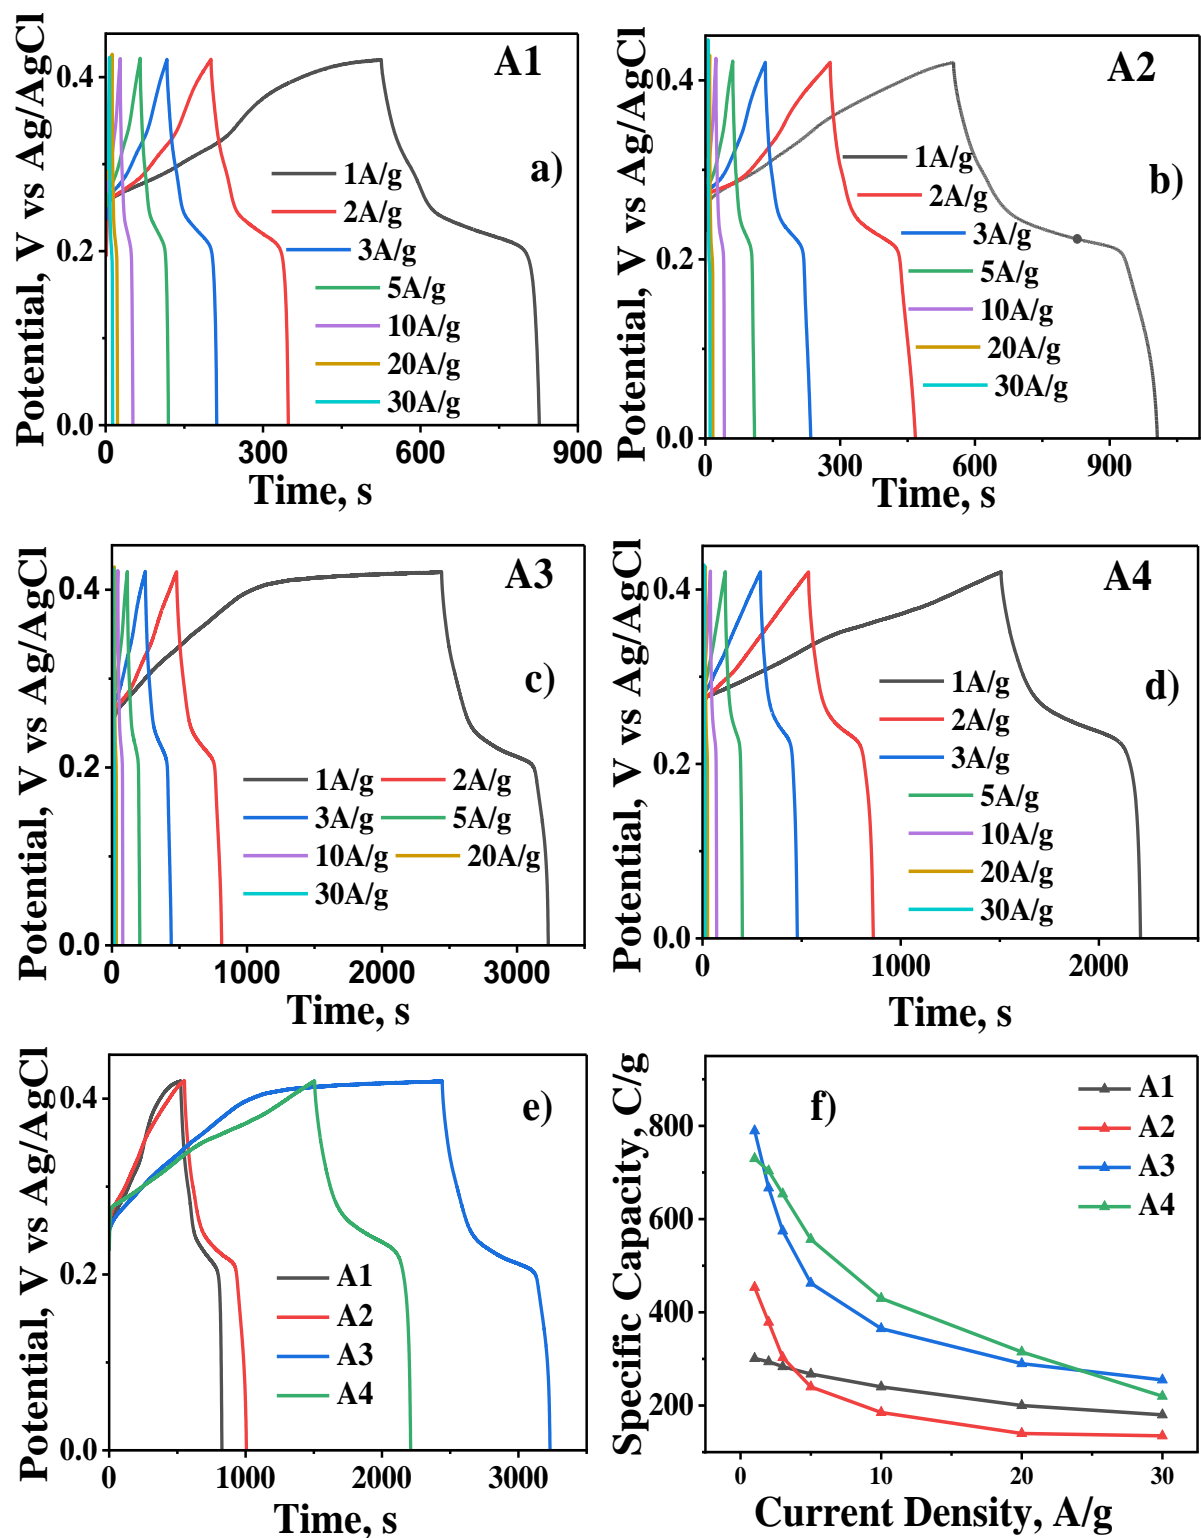 A1
a)
0.4
0.2
0.0
0
300
600
900
Potential, V vs Ag/AgCl
Time, s
1A/g
2A/g
3A/g
5A/g
10A/g
20A/g
30A/g
A2
b)
0.4
0.2
0.0
0
300
600
900
Potential, V vs Ag/AgCl
Time, s
1A/g
2A/g
3A/g
5A/g
10A/g
20A/g
30A/g
A3
c)
0.4
0.2
0.0
0
1000
2000
3000
Potential, V vs Ag/AgCl
Time, s
1A/g
2A/g
3A/g
5A/g
10A/g
20A/g
30A/g
A4
d)
0.4
0.2
0.0
0
1000
2000
Potential, V vs Ag/AgCl
Time, s
1A/g
2A/g
3A/g
5A/g
10A/g
20A/g
30A/g
e)
0.4
0.2
0.0
0
1000
2000
3000
Potential, V vs Ag/AgCl
Time, s
A1
A2
A3
A4
f)
800
600
400
200
0
10
20
30
Specific Capacity, C/g
Current Density, A/g
A1
A2
A3
A4